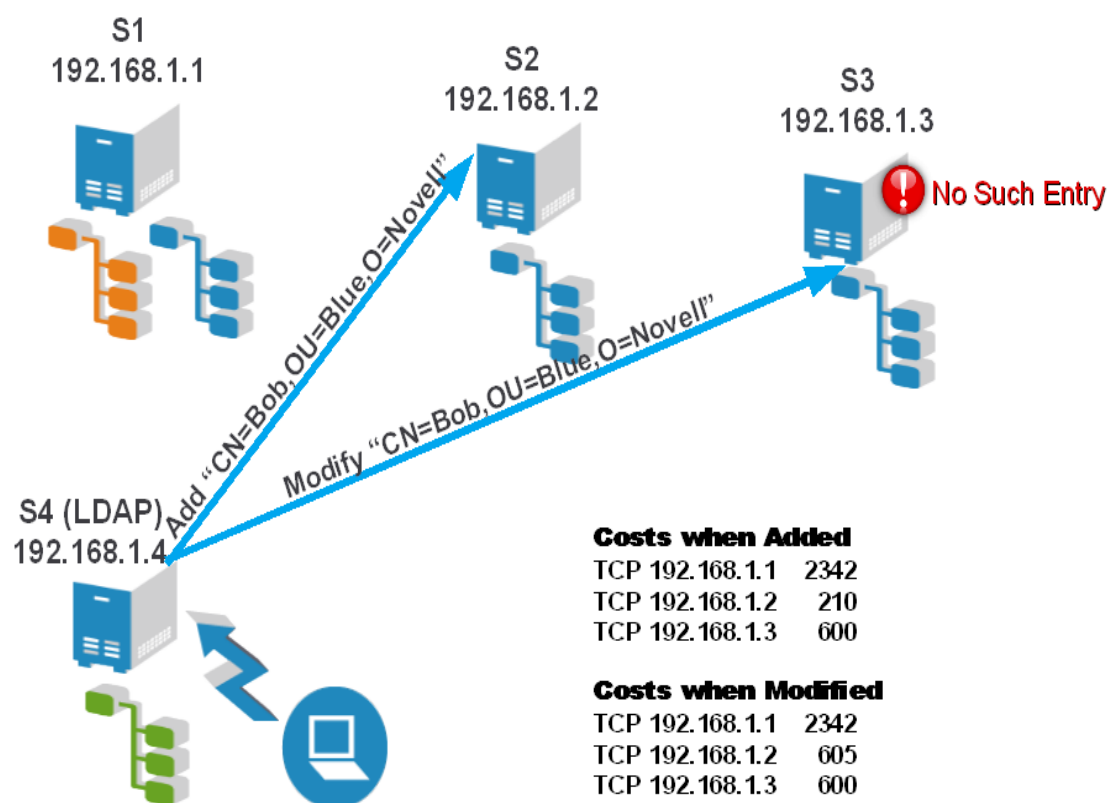 S1
192.168.1.1
S2
192.168.1.2
S3
192.168.1.3
No Such Entry
Add “CN=Bob,OU=Blue,O=Novell”
Modify “CN=Bob,OU=Blue,O=Novell”
S4 (LDAP)
192.168.1.4
Costs when Added
TCP 192.168.1.1 2342
TCP 192.168.1.2 210
TCP 192.168.1.3 600
Costs when Modified
TCP 192.168.1.1 2342
TCP 192.168.1.2 605
TCP 192.168.1.3 600